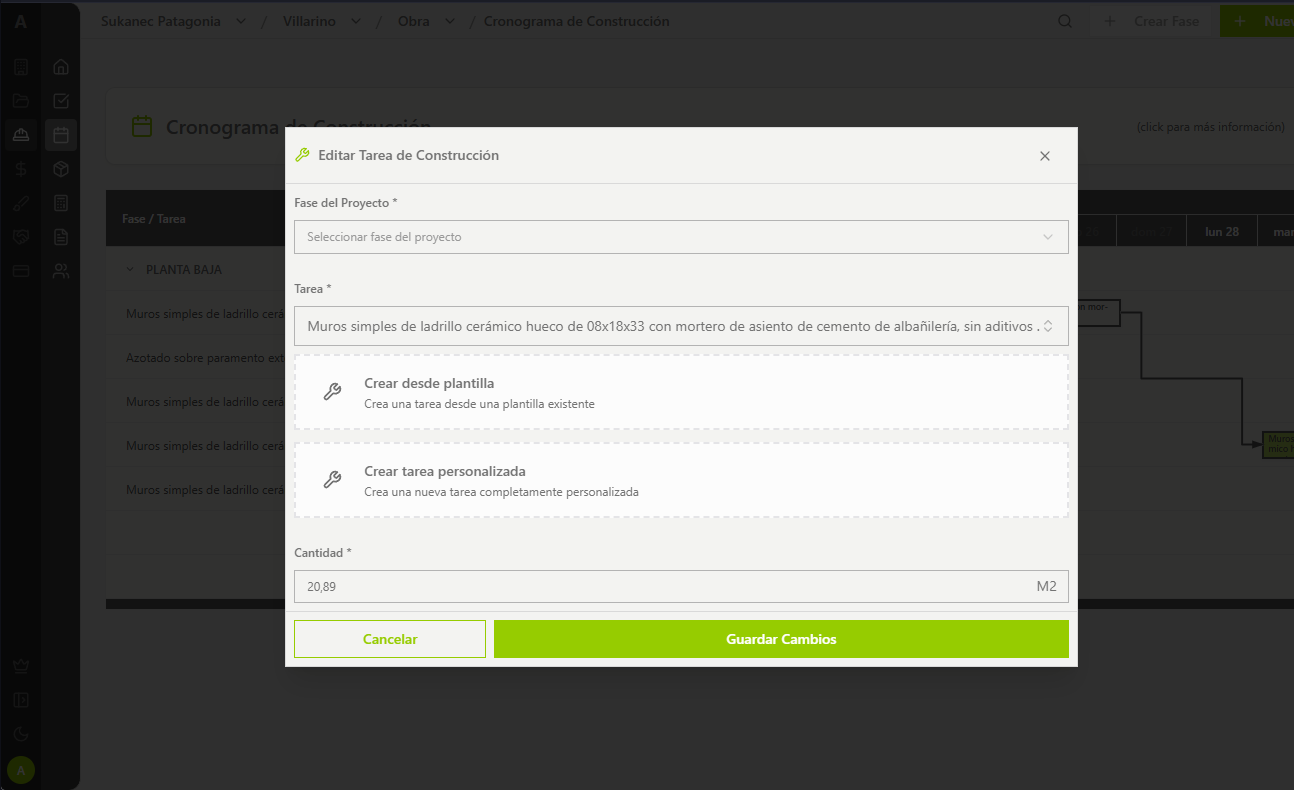 A
Sukanec Patagonia / Villarino / Obra / Cronograma de Construcción
Crear Fase
Cronograma de Construcción
(click para más información)
Editar Tarea de Construcción
Fase / Tarea
lun 28
PLANTA BAJA
Muros simples de ladrillo cerá
Azotado sobre paramento ext
Muros simples de ladrillo cerá
Muros simples de ladrillo cerá
Muros simples de ladrillo cerá
Fase del Proyecto *
Seleccionar fase del proyecto
Tarea *
Muros simples de ladrillo cerámico hueco de 08x18x33 con mortero de asiento de cemento de albañilería, sin aditivos .
Crear desde plantilla
Crea una tarea desde una plantilla existente
Crear tarea personalizada
Crea una nueva tarea completamente personalizada
Cantidad *
20,89 M2
Cancelar
Guardar Cambios
A